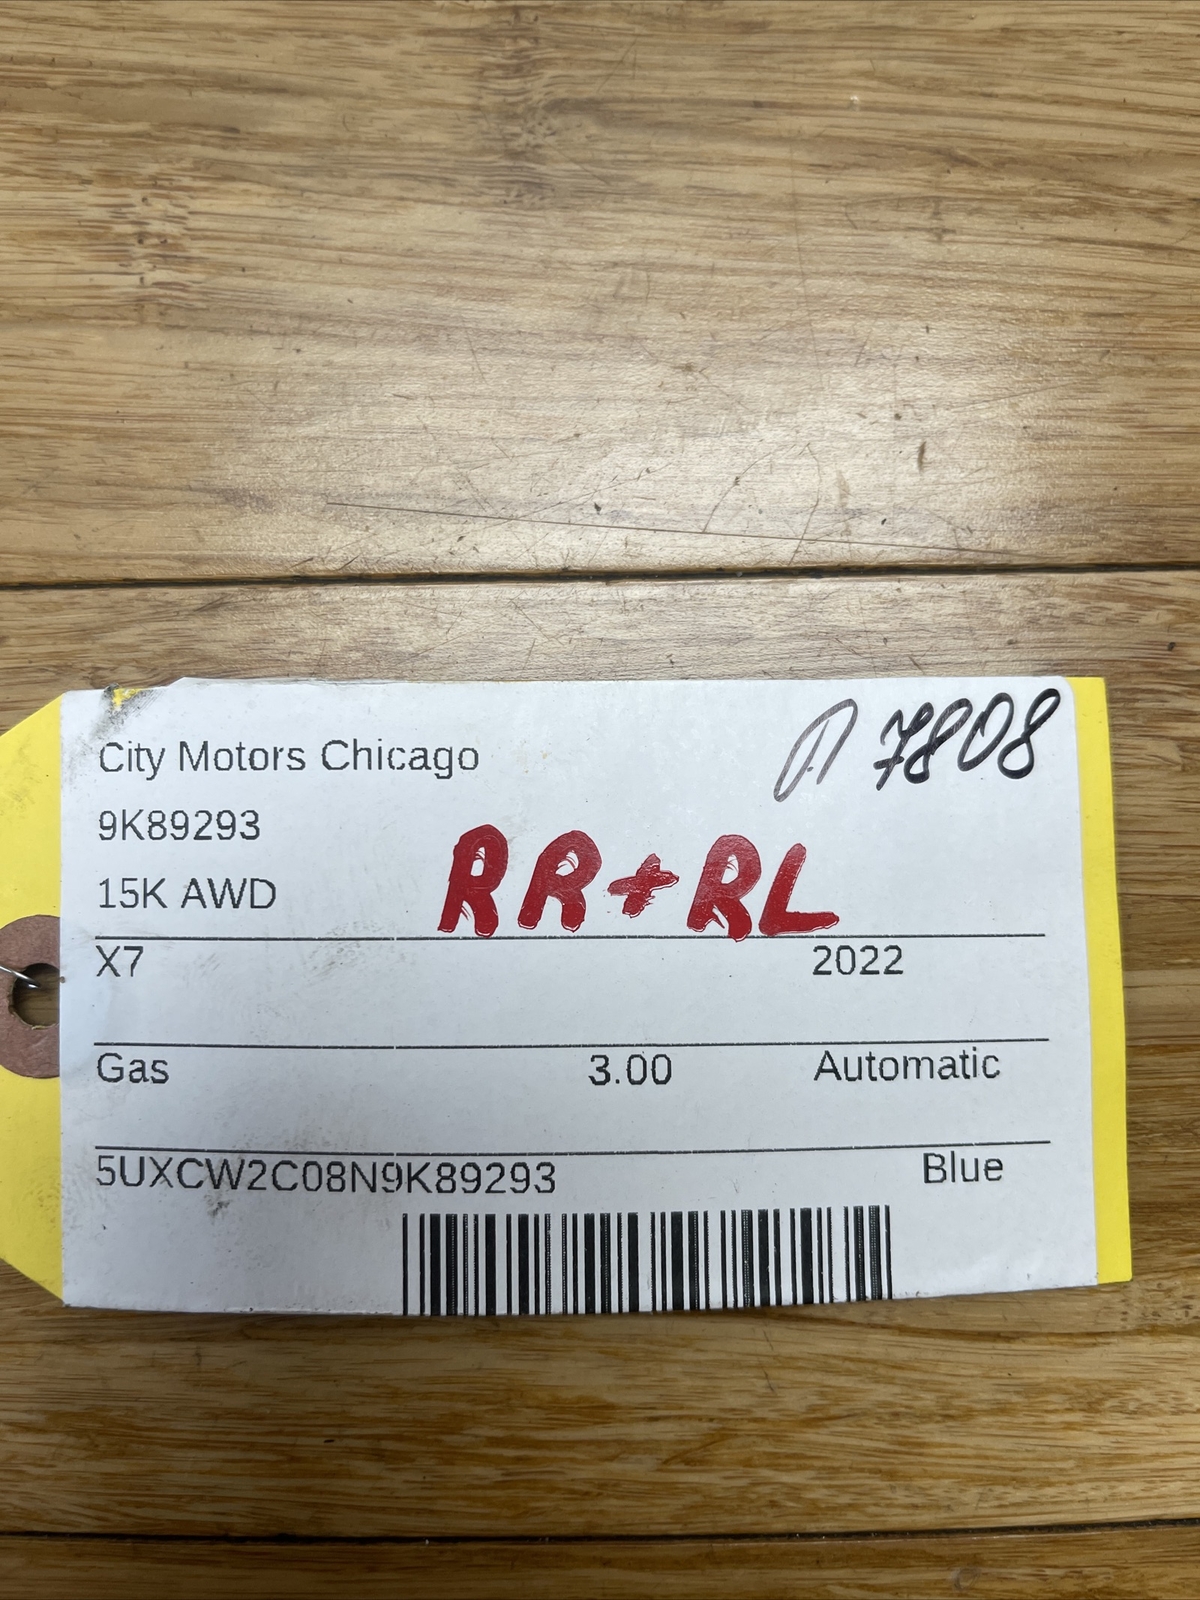 City Motors Chicago
П 7808
9K89293
RR+RL
15K AWD
X7 2022
Gas 3.00 Automatic
5UXCW2C08N9K89293 Blue